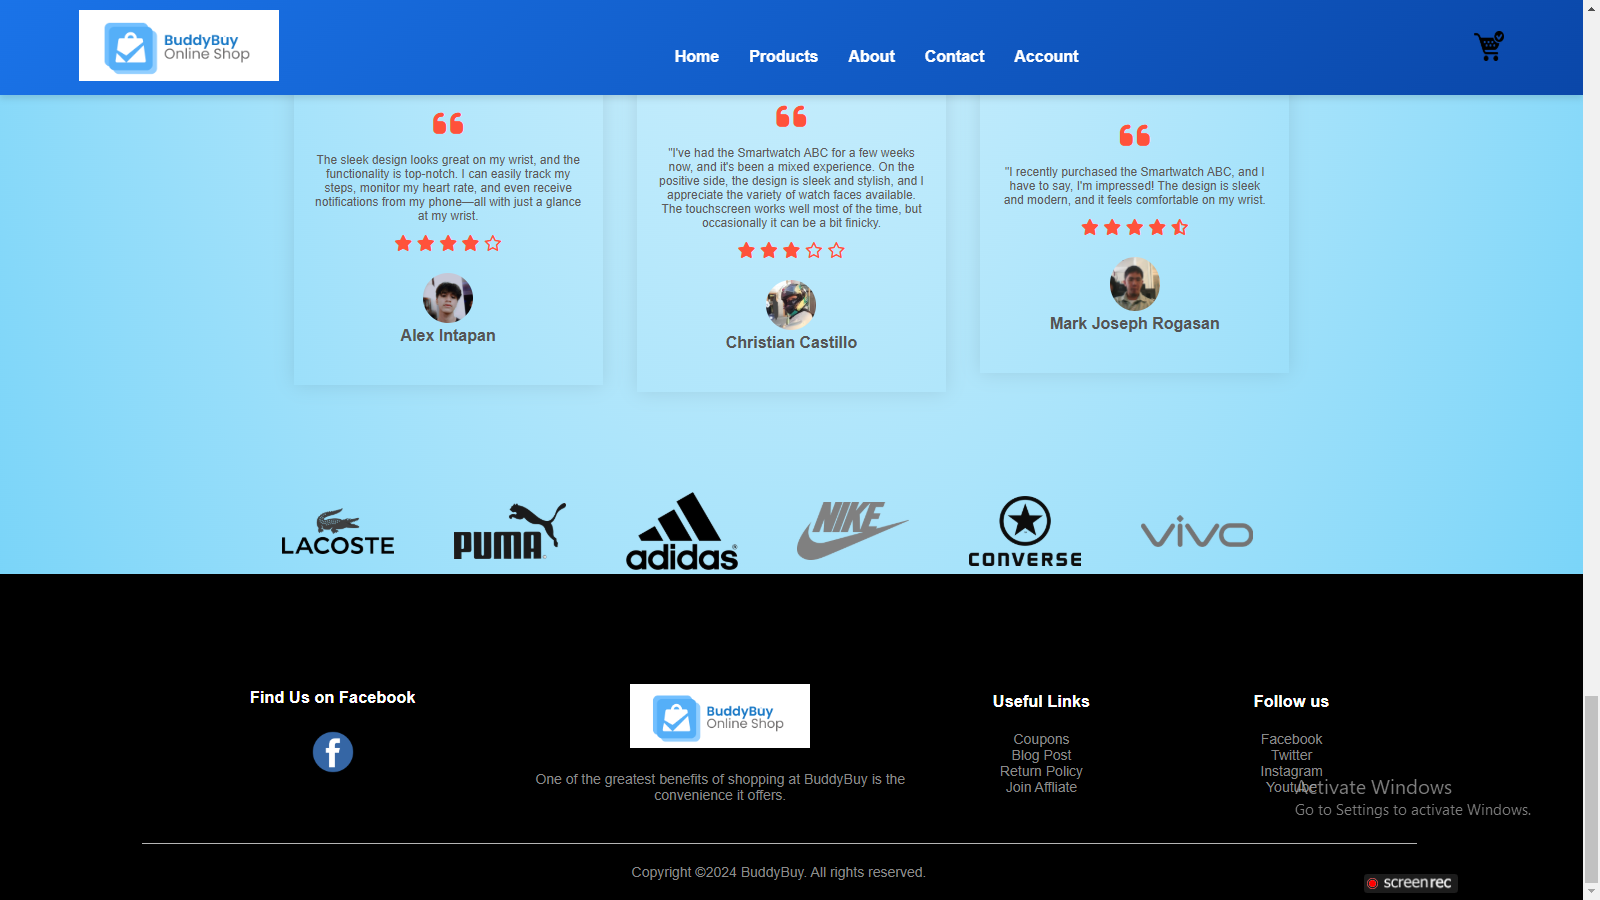 BuddyBuy
Online Shop
Home Products About Contact Account
The sleek design looks great on my wrist, and the
functionality is top-notch. I can easily track my
steps, monitor my heart rate, and even receive
notifications from my phone—all with just a glance
at my wrist.
Alex Intapan
"I've had the Smartwatch ABC for a few weeks
now, and it's been a mixed experience. On the
positive side, the design is sleek and stylish, and I
appreciate the variety of watch faces available.
The touchscreen works well most of the time, but
occasionally it can be a bit finicky.
Christian Castillo
"I recently purchased the Smartwatch ABC, and I
have to say, I'm impressed! The design is sleek
and modern, and it feels comfortable on my wrist.
Mark Joseph Rogasan
LACOSTE
PUMA
adidas
NIKE
CONVERSE
vivo
Find Us on Facebook
BuddyBuy
Online Shop
One of the greatest benefits of shopping at BuddyBuy is the
convenience it offers.
Useful Links
Coupons
Blog Post
Return Policy
Join Affliate
Follow us
Facebook
Twitter
Instagram
Youtube
Activate Windows
Go to Settings to activate Windows.
Copyright ©2024 BuddyBuy. All rights reserved.
screenrec